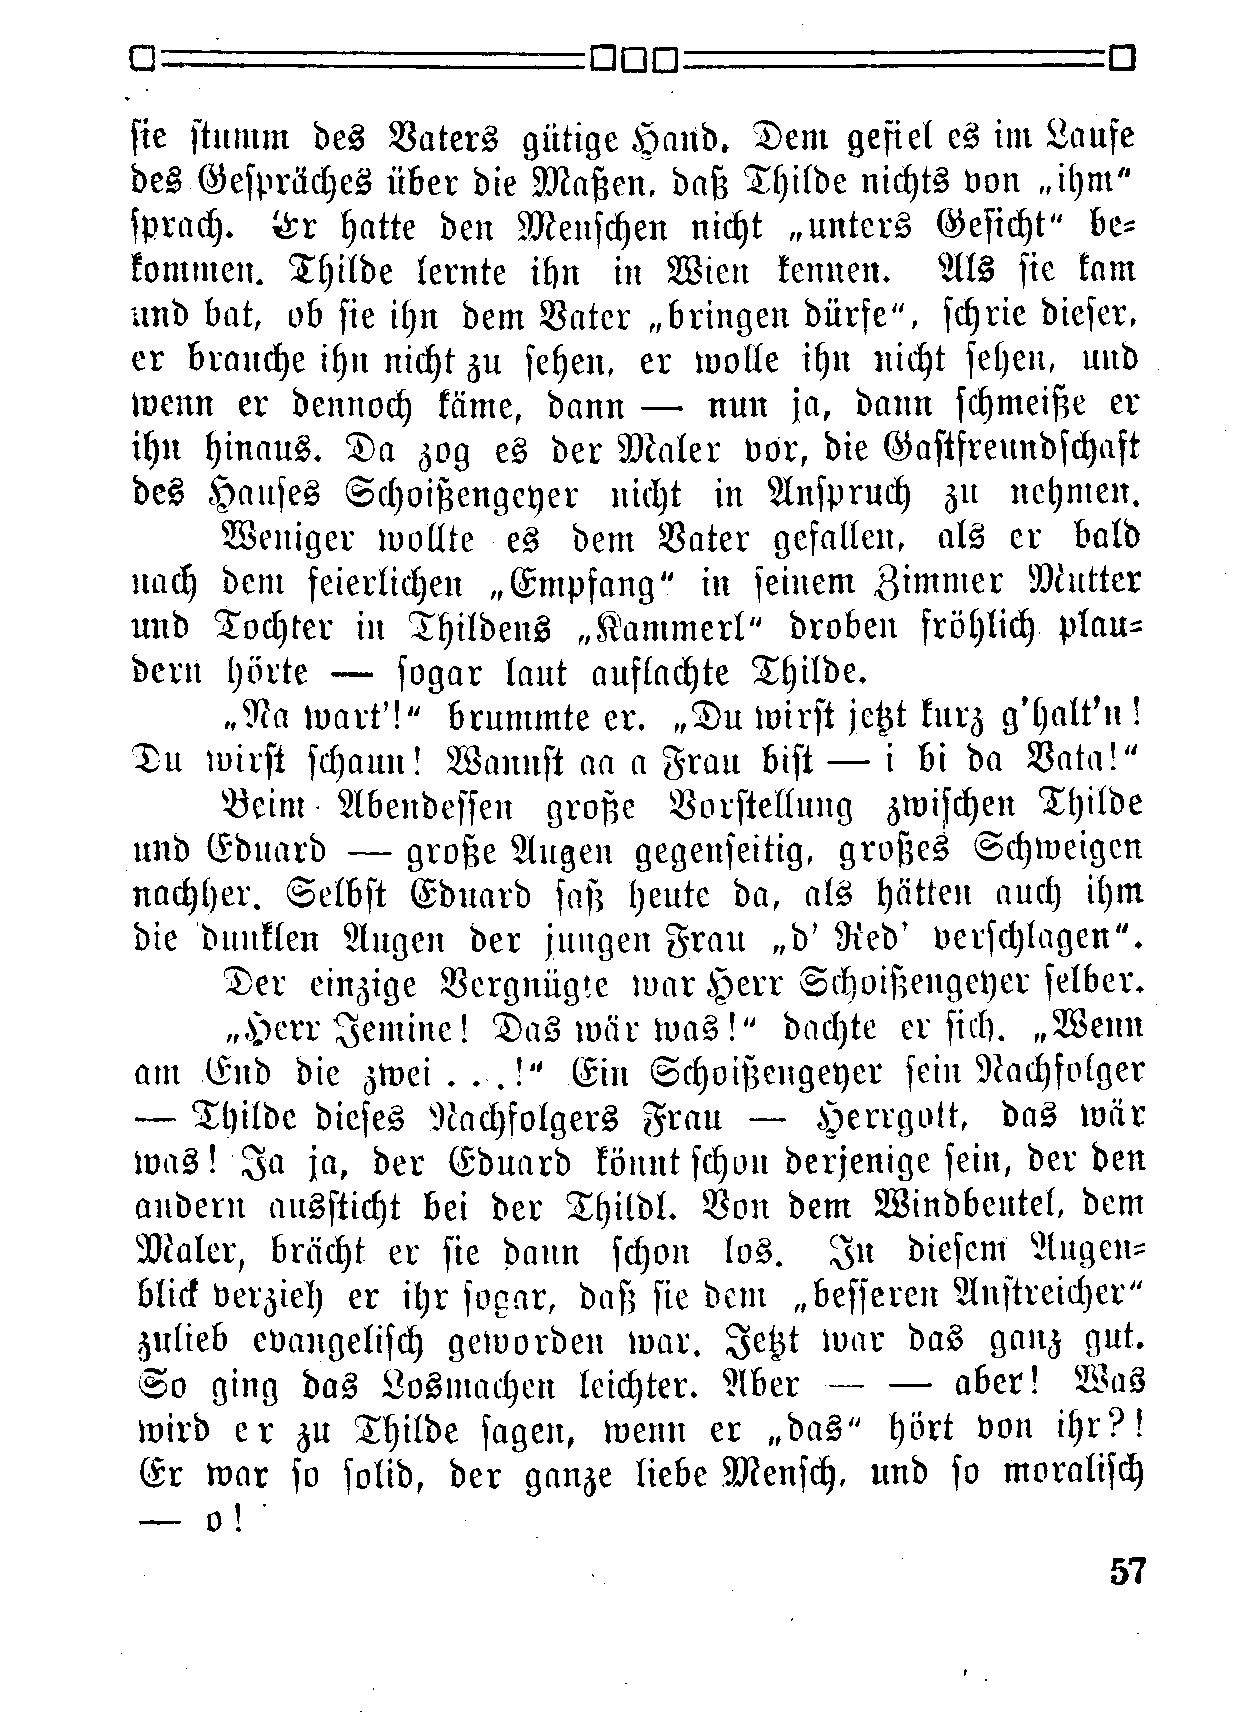 sie stumm des Vaters gütige Hand. Dem gefiel es im Laufe
des Gespräches über die Maßen, daß Thilde nichts von „ihm“
sprach. Er hatte den Menschen nicht „unters Gesicht“ be-
kommen. Thilde lernte ihn in Wien kennen. Als sie kam
und bat, ob sie ihn dem Vater „bringen dürfe“, schrie dieser,
er brauche ihn nicht zu sehen, er wolle ihn nicht sehen, und
wenn er dennoch käme, dann — nun ja, dann schmeiße er
ihn hinaus. Da zog es der Maler vor, die Gastfreundschaft
des Hauses Schoißengeyer nicht in Anspruch zu nehmen.
Weniger wollte es dem Vater gefallen, als er bald
nach dem feierlichen „Empfang“ in seinem Zimmer Mutter
und Tochter in Thildens „Kammerl“ droben fröhlich plau-
dern hörte — sogar laut auflachte Thilde.
„Na wart’!“ brummte er. „Du wirst jetzt kurz g’halt’n!
Du wirst schaun! Wannst aa a Frau bist — i bi da Vata!“
Beim Abendessen große Vorstellung zwischen Thilde
und Eduard — große Augen gegenseitig, großes Schweigen
nachher. Selbst Eduard saß heute da, als hätten auch ihm
die dunklen Augen der jungen Frau „d’ Red’ verschlagen“.
Der einzige Vergnügte war Herr Schoißengeyer selber.
„Herr Jemine! Das wär was!“ dachte er sich. „Wenn
am End die zwei . . .!“ Ein Schoißengeyer sein Nachfolger
— Thilde dieses Nachfolgers Frau — Herrgott, das wär
was! Ja ja, der Eduard könnt schon derjenige sein, der den
andern aussticht bei der Thildl. Von dem Windbeutel, dem
Maler, brächt er sie dann schon los. In diesem Augen-
blick verzieh er ihr sogar, daß sie dem „besseren Anstreicher“
zulieb evangelisch geworden war. Jetzt war das ganz gut.
So ging das Losmachen leichter. Aber — — aber! Was
wird er zu Thilde sagen, wenn er „das“ hört von ihr?!
Er war so solid, der ganze liebe Mensch, und so moralisch
— o!
57